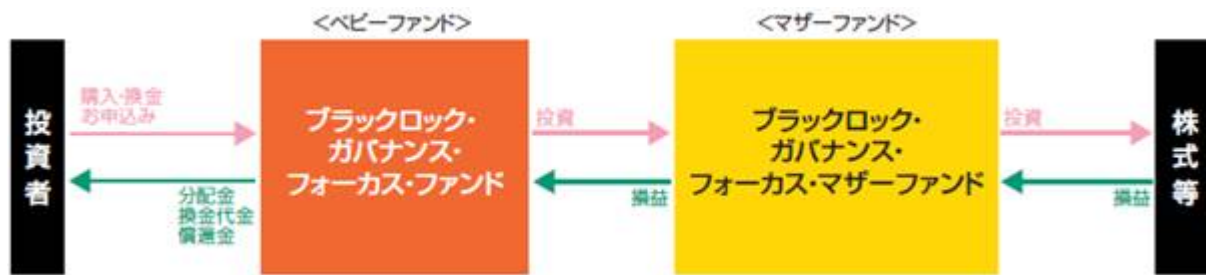 ＜ベビーファンド＞
＜マザーファンド＞
投資者
購入・換金
お申込み
分配金
換金代金
償還金
ブラックロック・
ガバナンス・
フォーカス・ファンド
投資
損益
ブラックロック・
ガバナンス・
フォーカス・マザーファンド
投資
損益
株式等